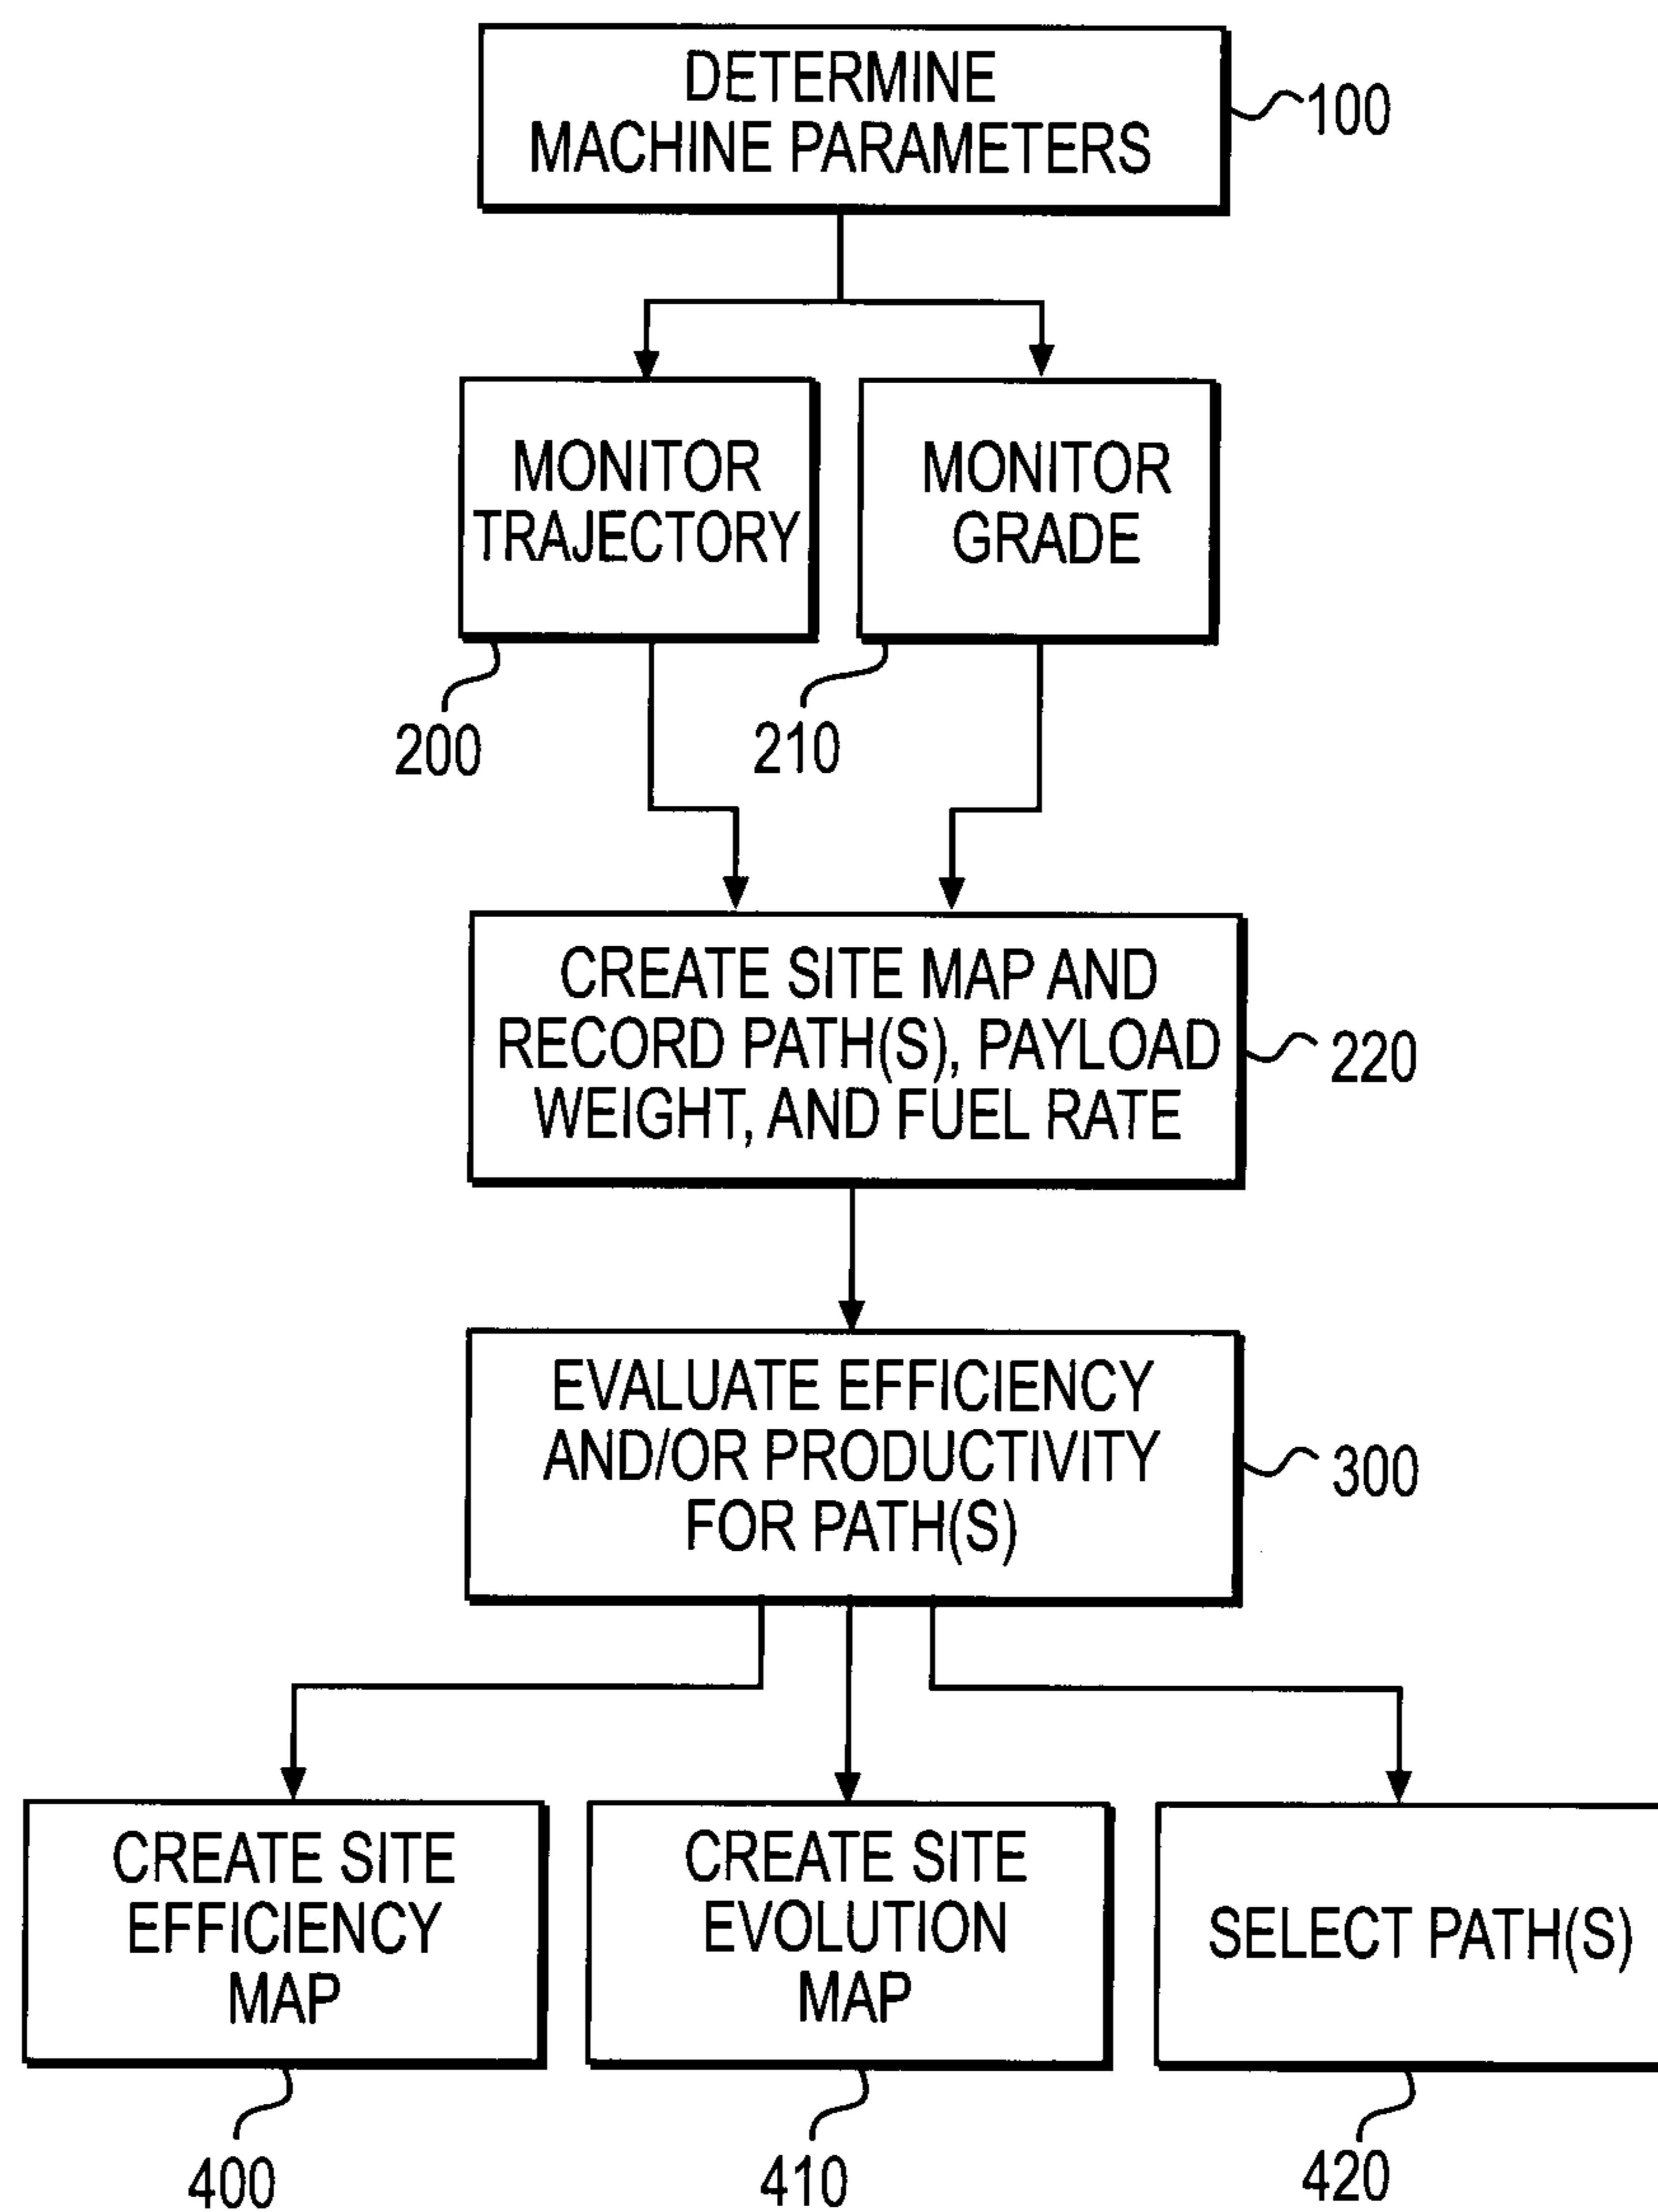 DETERMINE
MACHINE PARAMETERS
100
MONITOR
TRAJECTORY
200
MONITOR
GRADE
210
CREATE SITE MAP AND
RECORD PATH(S), PAYLOAD
WEIGHT, AND FUEL RATE
220
EVALUATE EFFICIENCY
AND/OR PRODUCTIVITY
FOR PATH(S)
300
CREATE SITE
EFFICIENCY
MAP
400
CREATE SITE
EVOLUTION
MAP
410
SELECT PATH(S)
420